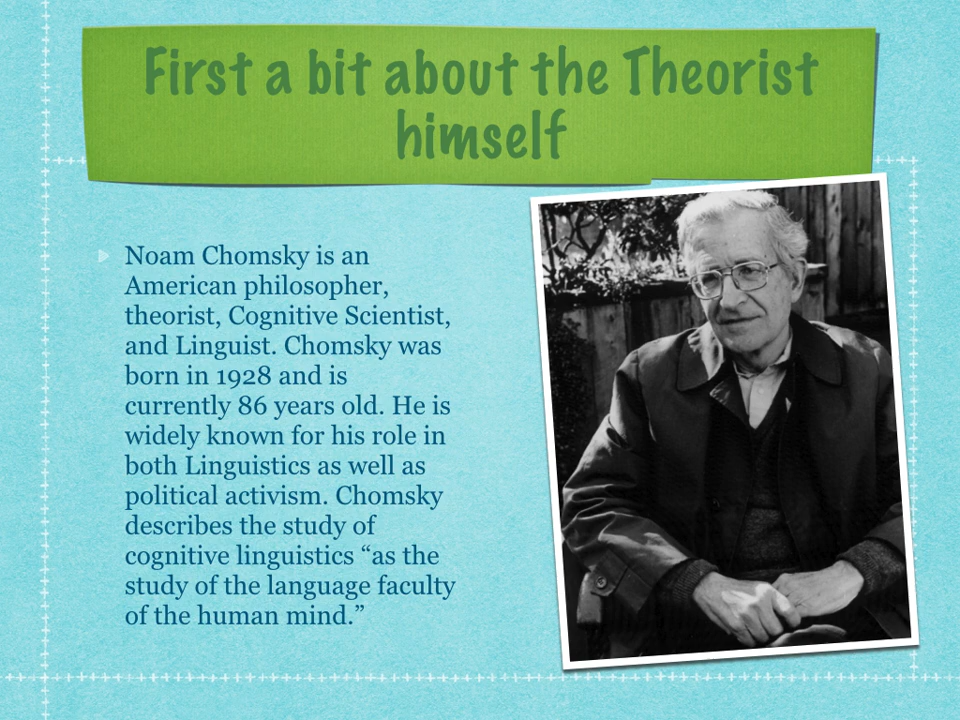 First a bit about the Theorist
himself
Noam Chomsky is an
American philosopher,
theorist, Cognitive Scientist,
and Linguist. Chomsky was
born in 1928 and is
currently 86 years old. He is
widely known for his role in
both Linguistics as well as
political activism. Chomsky
describes the study of
cognitive linguistics “as the
study of the language faculty
of the human mind.”